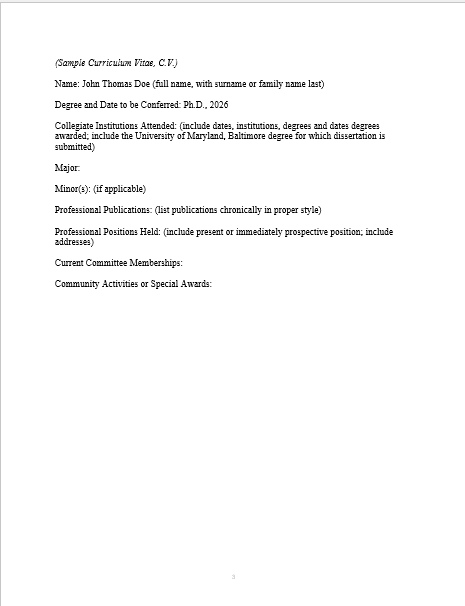 (Sample Curriculum Vitae, C.V.)
Name: John Thomas Doe (full name, with surname or family name last)
Degree and Date to be Conferred: Ph.D., 2026
Collegiate Institutions Attended: (include dates, institutions, degrees and dates degrees
awarded; include the University of Maryland, Baltimore degree for which dissertation is
submitted)
Major:
Minor(s): (if applicable)
Professional Publications: (list publications chronically in proper style)
Professional Positions Held: (include present or immediately prospective position; include
addresses)
Current Committee Memberships:
Community Activities or Special Awards:
3